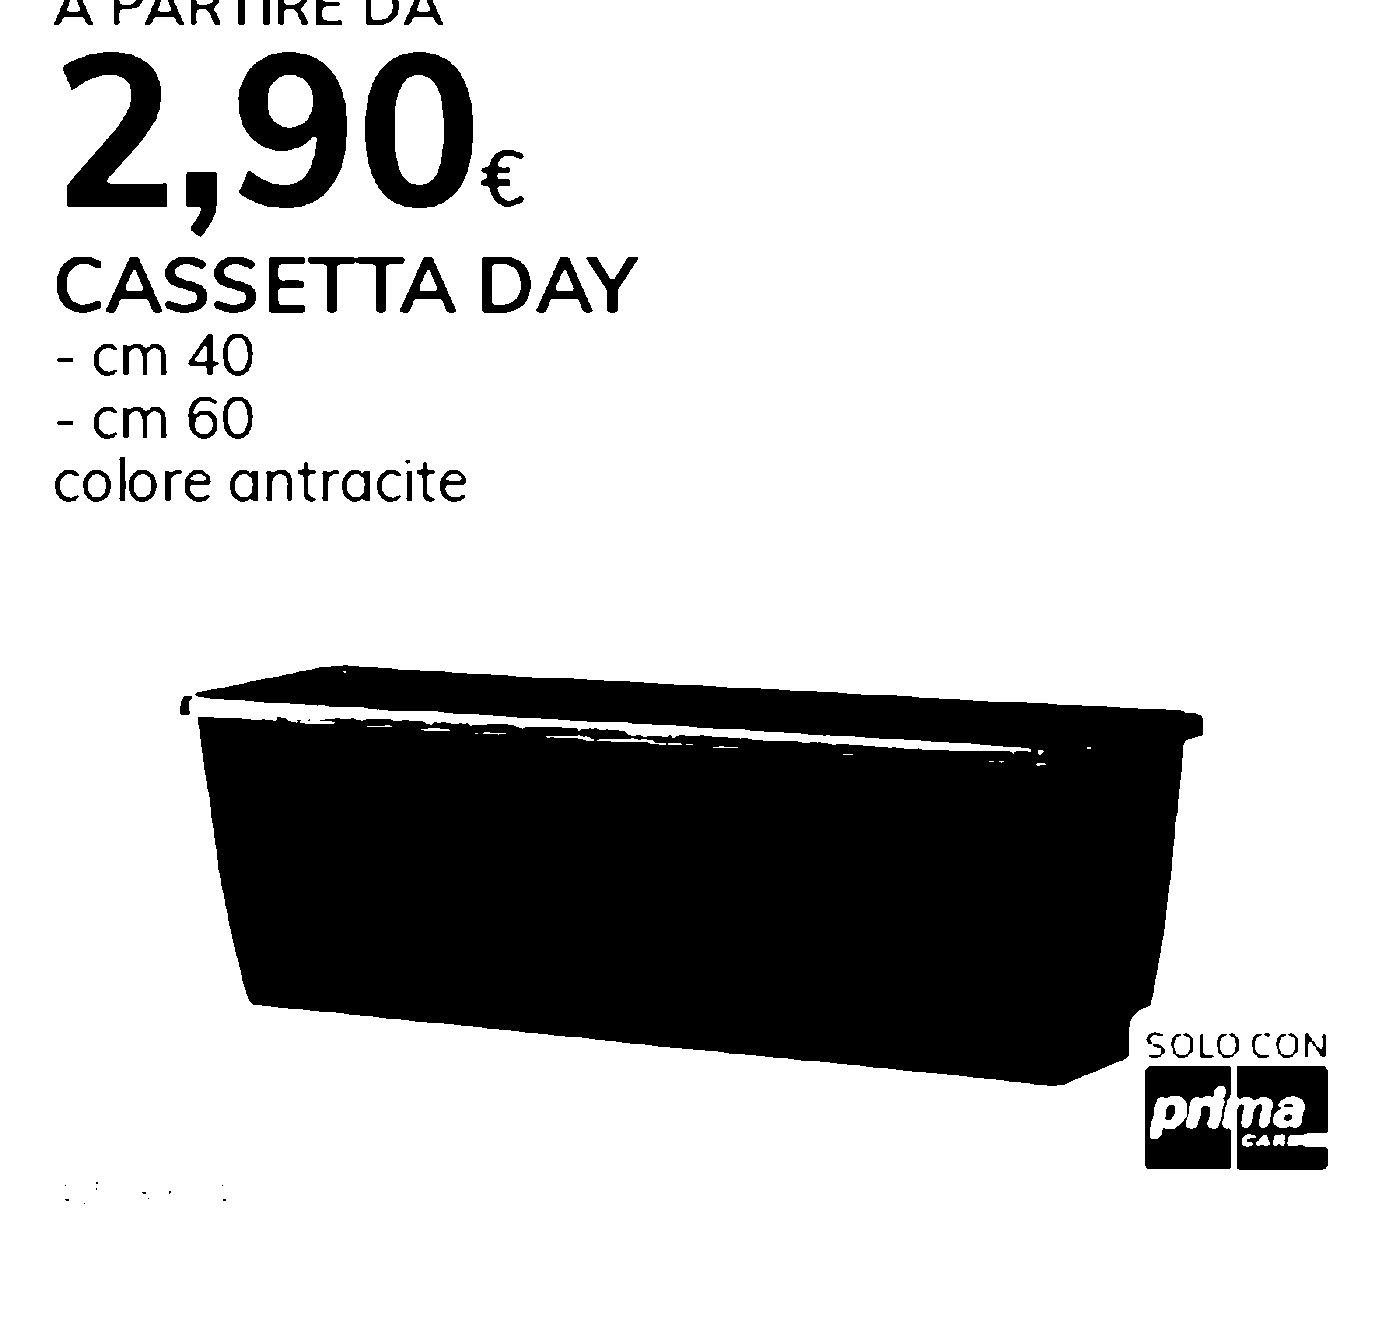 A PARTIRE DA
2,90€
CASSETTA DAY
- cm 40
- cm 60
colore antracite
SOLO CON
prima